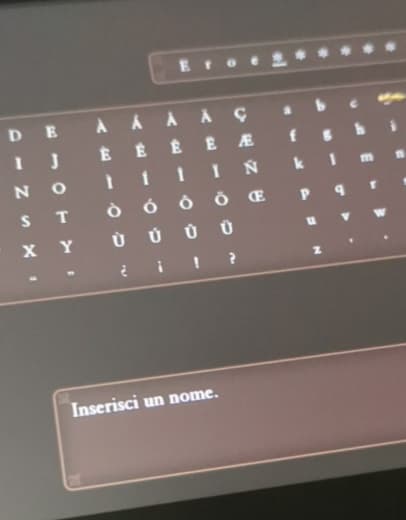 E r o e * * * * * *
D E À Á Â Ä Ç a b c
I J È É Ê Ë Æ f g h i
N O Ì Í Î Ï Ñ k l m n
S T Ò Ó Ô Ö Œ p q r
X Y Ù Ú Û Ü u v w
“ ” ¿ ¡ ! ? z ' .
Inserisci un nome.